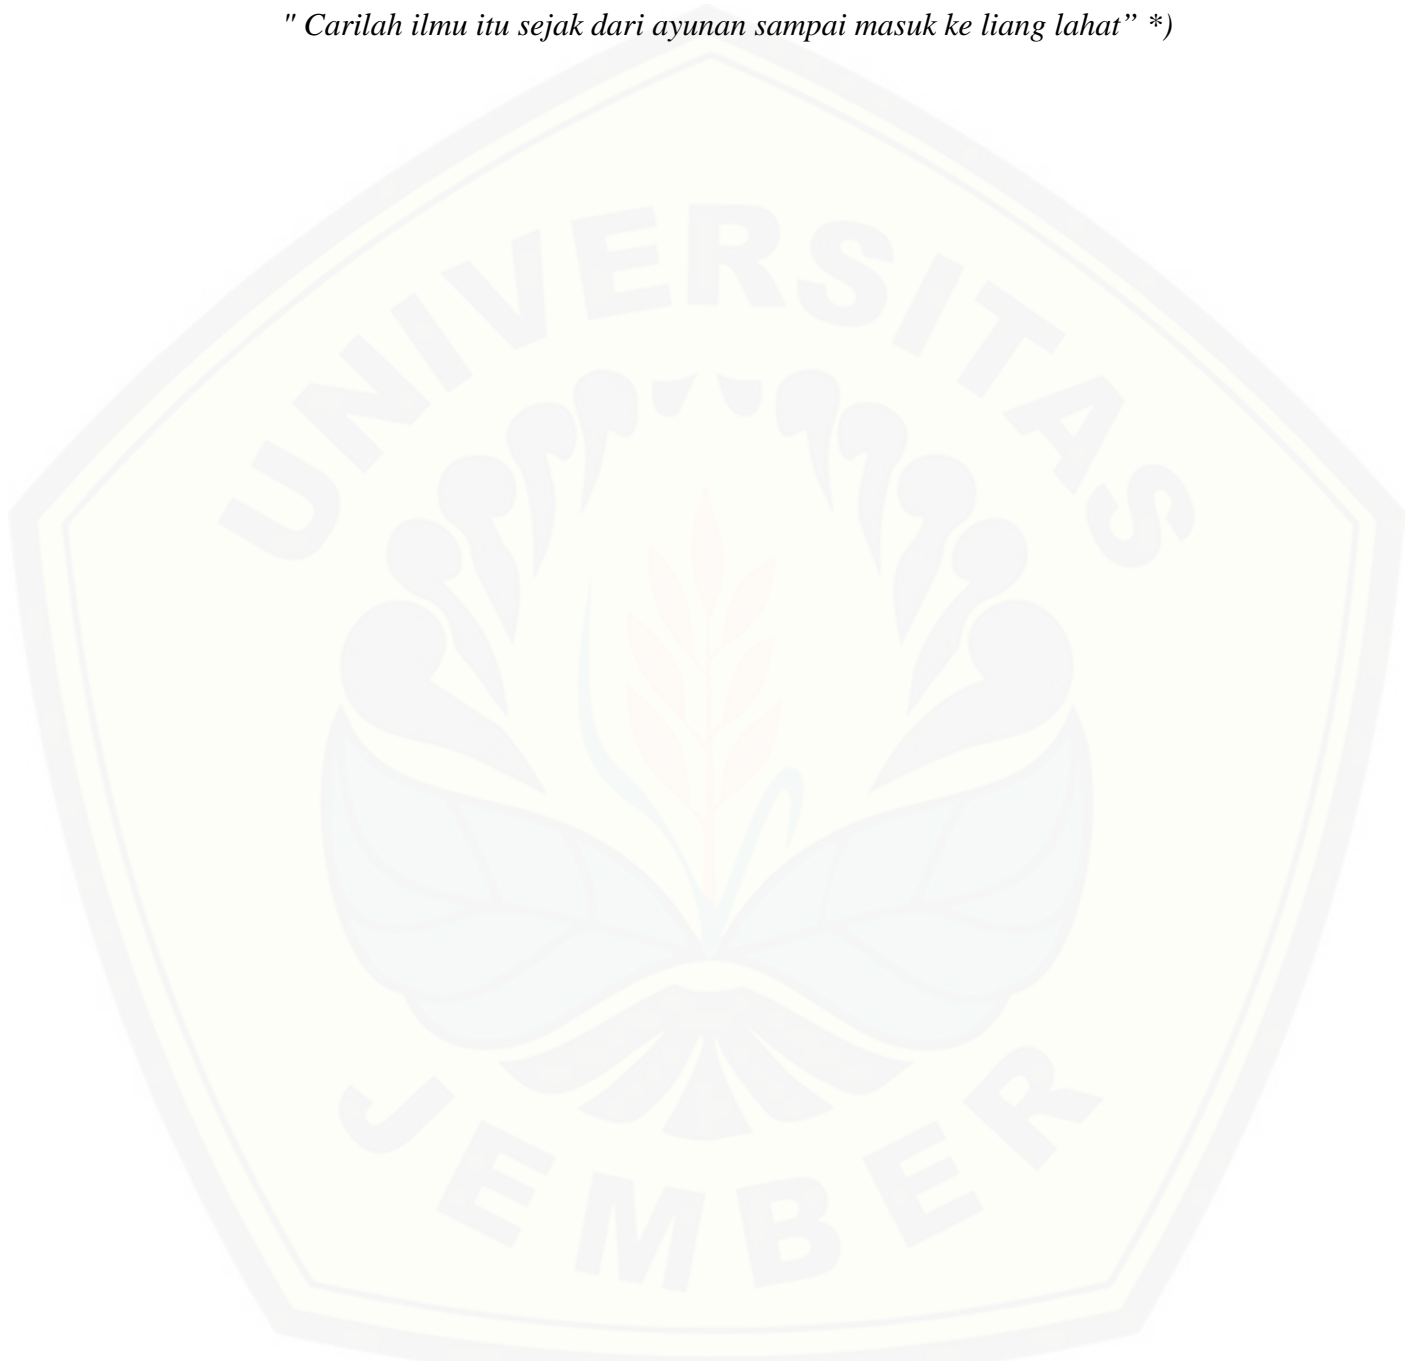 " Carilah ilmu itu sejak dari ayunan sampai masuk ke liang lahat” *)
UNIVERSITAS
JEMBER